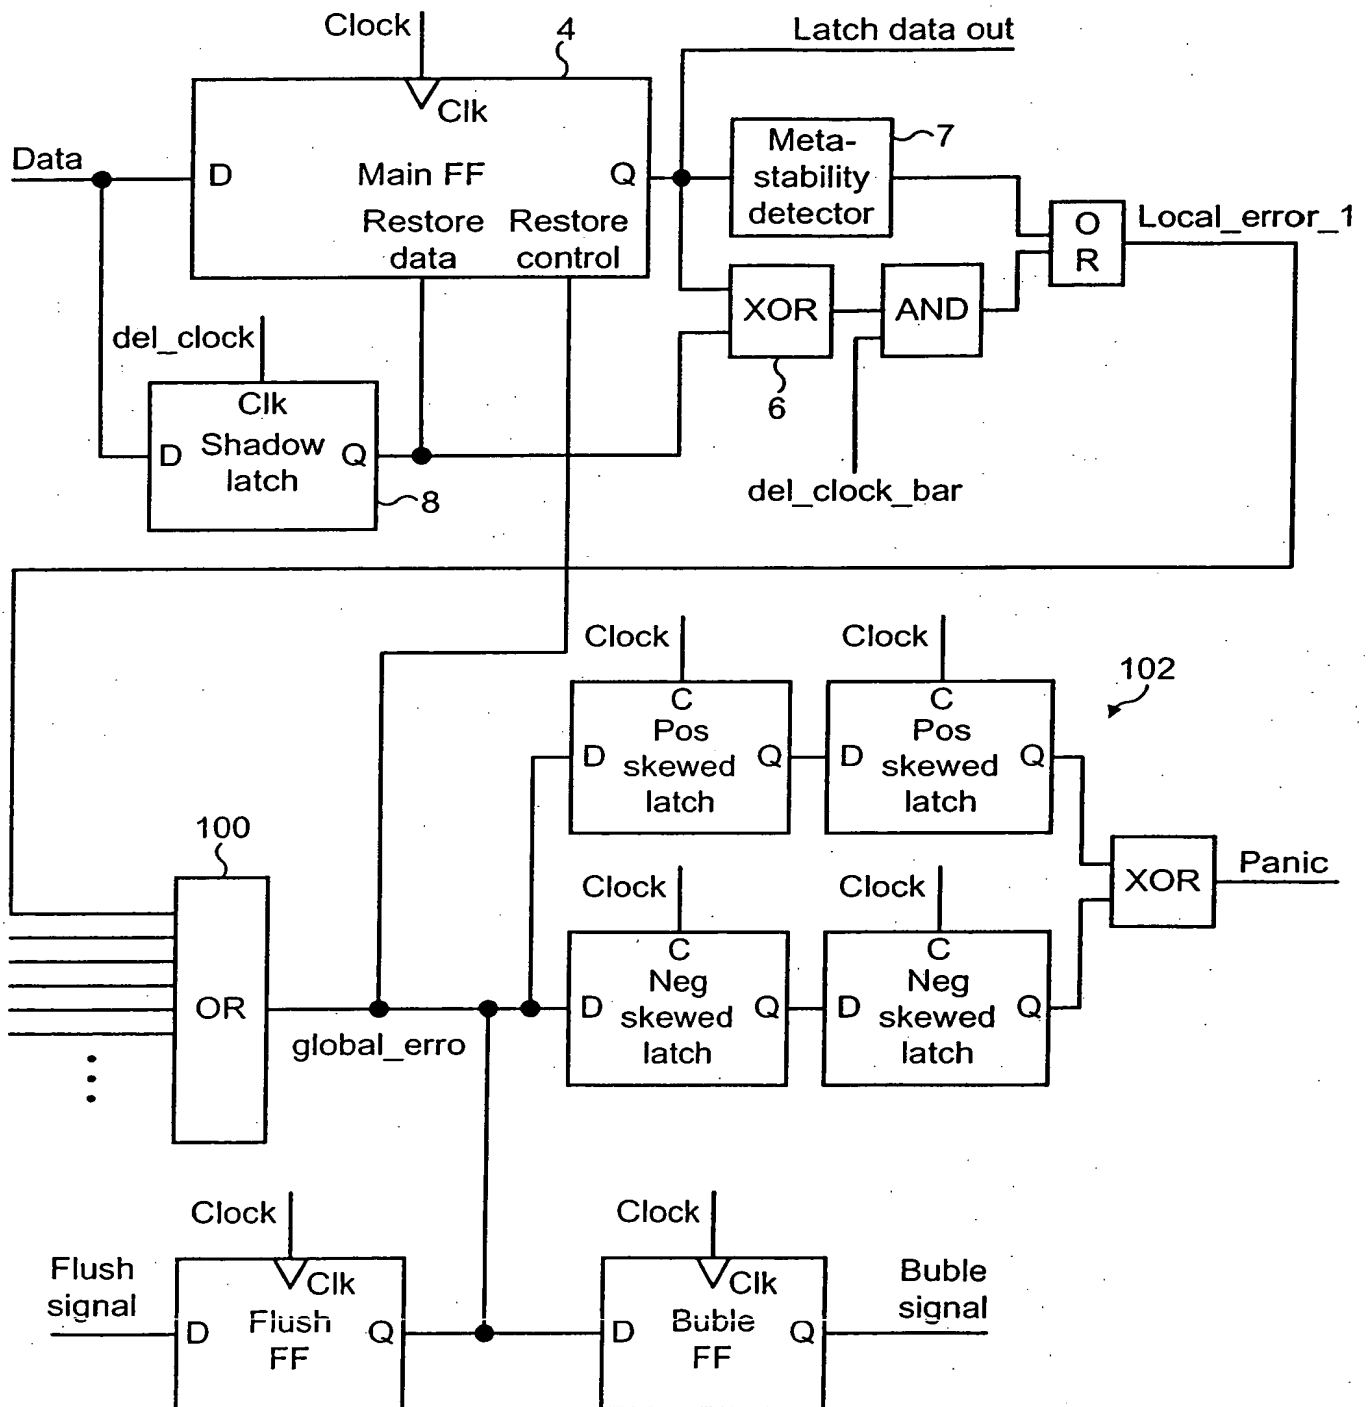 Clock
4
Latch data out
Clk
Data
D
Main FF
Q
Restore
data
Restore
control
Meta-
stability
detector
7
O
R
Local_error_1
XOR
6
AND
del_clock_bar
del_clock
Clk
D
Shadow
latch
Q
8
Clock
C
D
Pos
skewed
latch
Q
Clock
C
D
Pos
skewed
latch
Q
102
100
OR
global_erro
Clock
C
D
Neg
skewed
latch
Q
Clock
C
D
Neg
skewed
latch
Q
XOR
Panic
Flush
signal
Clock
Clk
D
Flush
FF
Q
Clock
Clk
D
Buble
FF
Q
Buble
signal